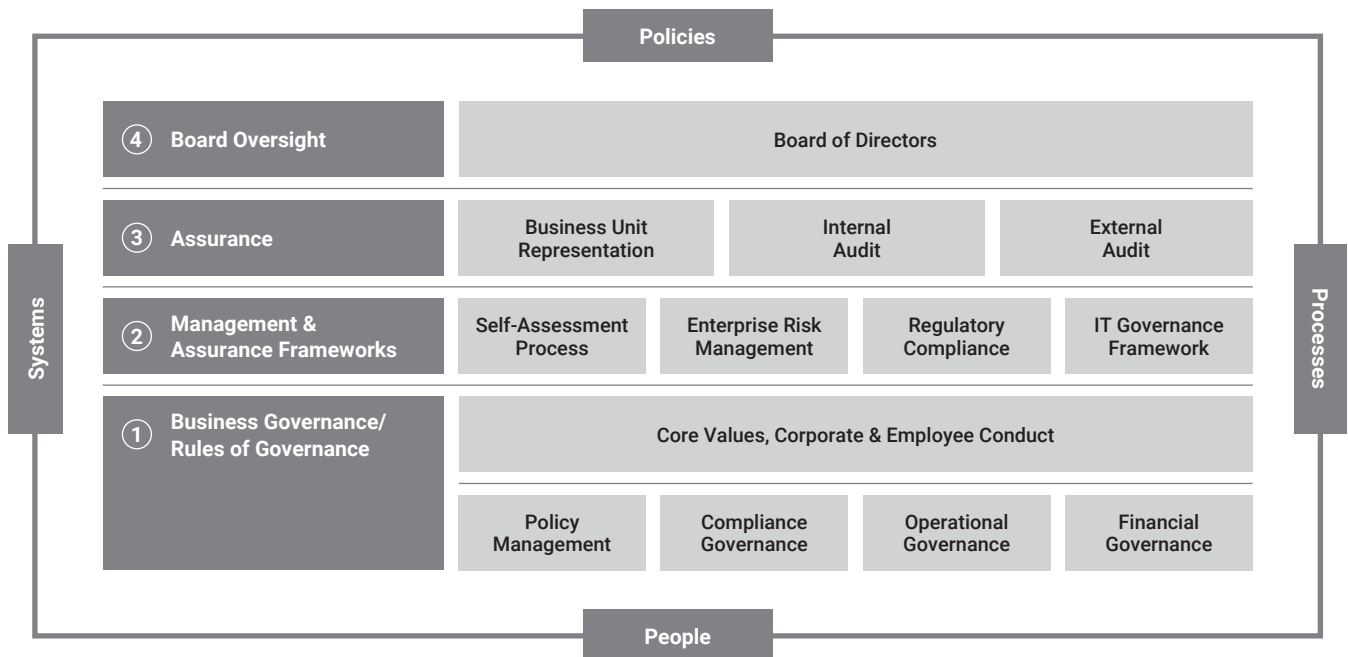 Policies
4 Board Oversight
Board of Directors
3 Assurance
Business Unit
Representation
Internal
Audit
External
Audit
Systems
2 Management &
Assurance Frameworks
Self-Assessment
Process
Enterprise Risk
Management
Regulatory
Compliance
IT Governance
Framework
Processes
1 Business Governance/
Rules of Governance
Core Values, Corporate & Employee Conduct
Policy
Management
Compliance
Governance
Operational
Governance
Financial
Governance
People